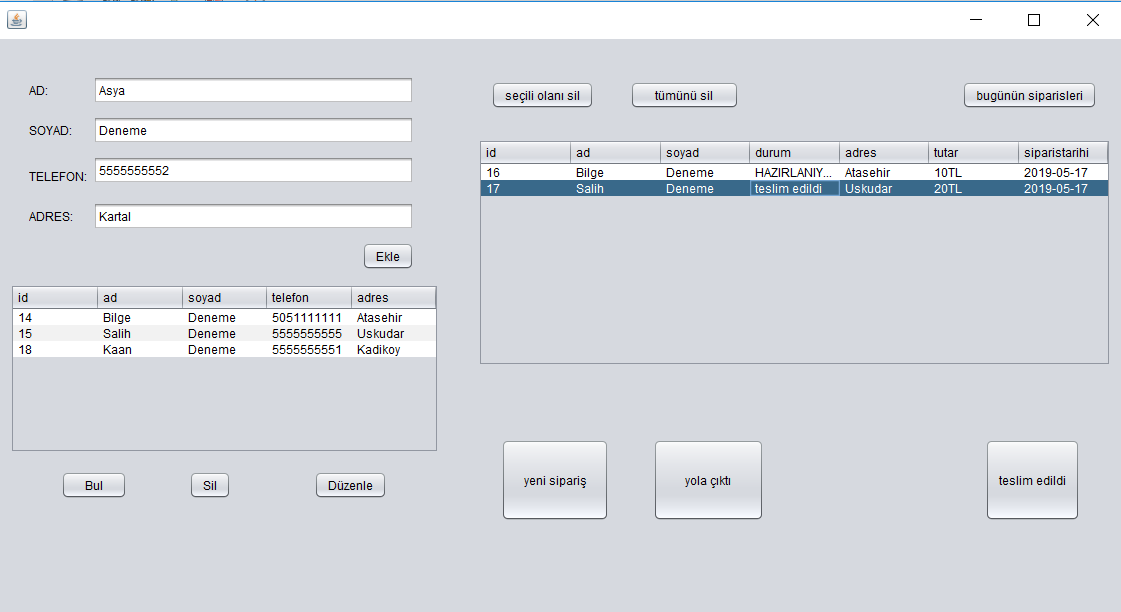 AD: Asya
SOYAD: Deneme
TELEFON: 5555555552
ADRES: Kartal
Ekle
id ad soyad telefon adres
14 Bilge Deneme 5051111111 Atasehir
15 Salih Deneme 5555555555 Uskudar
18 Kaan Deneme 5555555551 Kadikoy
Bul Sil Düzenle
seçili olanı sil tümünü sil bugünün siparisleri
id ad soyad durum adres tutar siparistarihi
16 Bilge Deneme HAZIRLANIY... Atasehir 10TL 2019-05-17
17 Salih Deneme teslim edildi Uskudar 20TL 2019-05-17
yeni sipariş yola çıktı teslim edildi